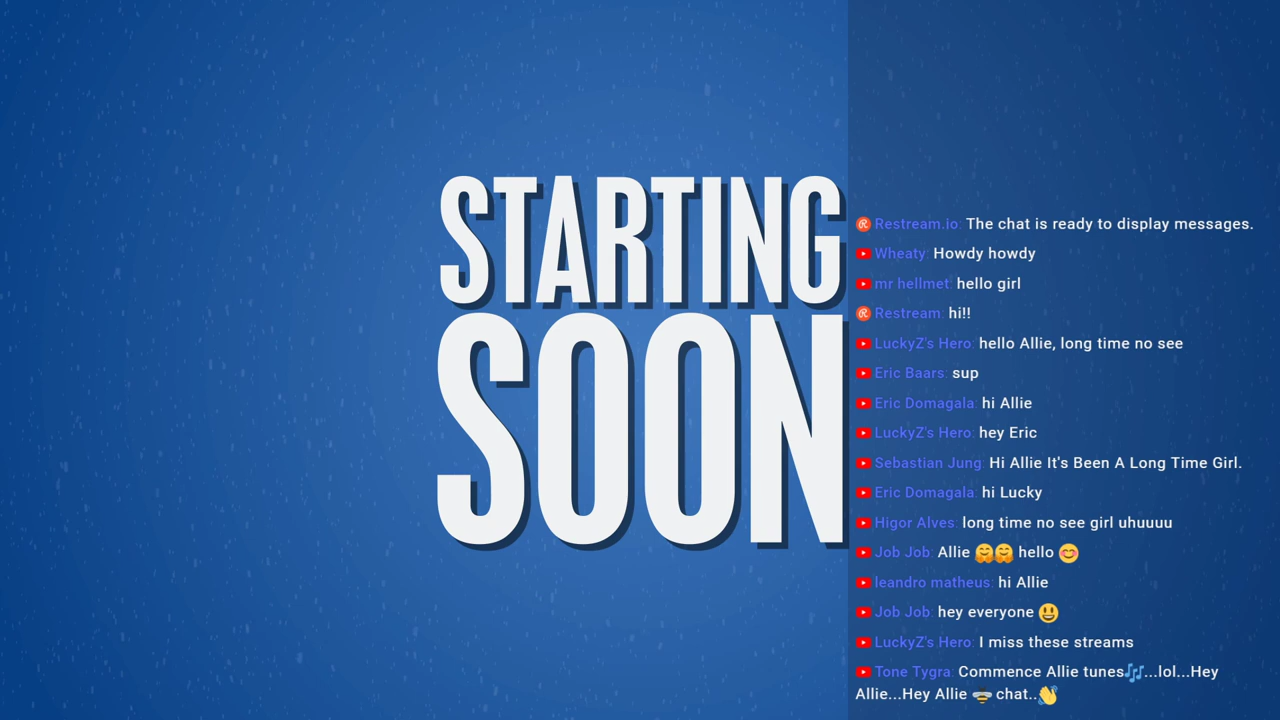 STARTING
SOON
Restream.io: The chat is ready to display messages.
Wheaty: Howdy howdy
mr hellmet: hello girl
Restream: hi!!
LuckyZ's Hero: hello Allie, long time no see
Eric Baars: sup
Eric Domagala: hi Allie
LuckyZ's Hero: hey Eric
Sebastian Jung: Hi Allie It's Been A Long Time Girl.
Eric Domagala: hi Lucky
Higor Alves: long time no see girl uhuuuu
Job Job: Allie 🤗🤗 hello 😊
leandro matheus: hi Allie
Job Job: hey everyone 😃
LuckyZ's Hero: I miss these streams
Tone Tygra: Commence Allie tunes🎶...lol...Hey
Allie...Hey Allie 🐝 chat..👋